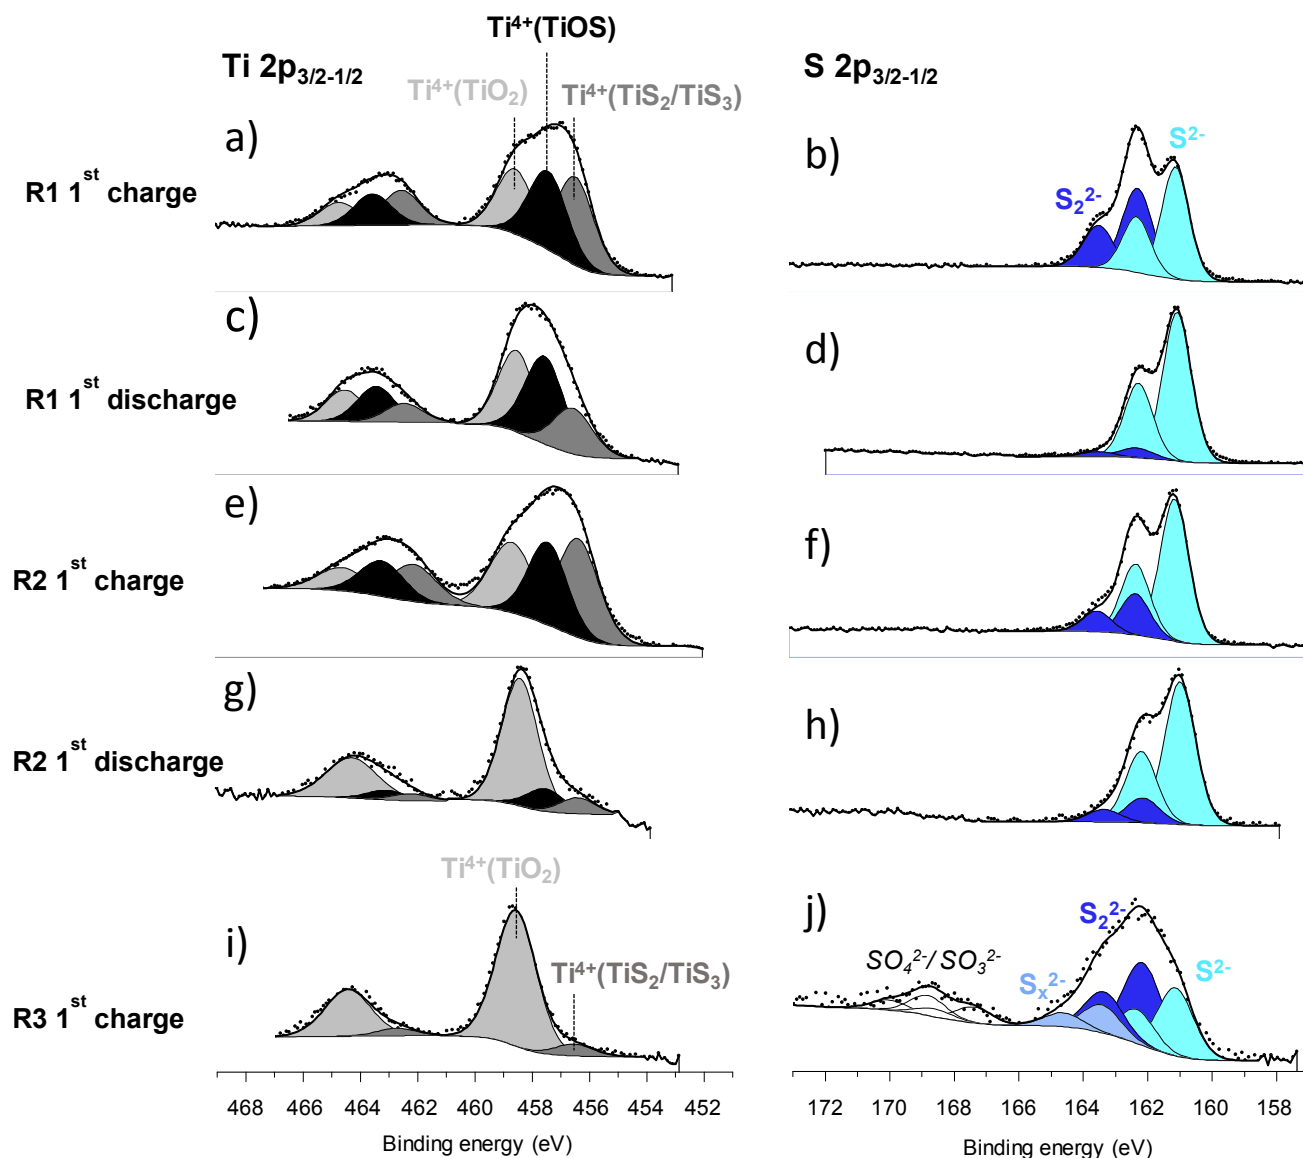 Ti⁴⁺(TiOS)
Ti 2p₃/₂₋₁/₂
S 2p₃/₂₋₁/₂
Ti⁴⁺(TiO₂)
Ti⁴⁺(TiS₂/TiS₃)
R1 1ˢᵗ charge
a)
b)
S₂²⁻
S²⁻
R1 1ˢᵗ discharge
c)
d)
R2 1ˢᵗ charge
e)
f)
R2 1ˢᵗ discharge
g)
h)
R3 1ˢᵗ charge
i)
Ti⁴⁺(TiO₂)
Ti⁴⁺(TiS₂/TiS₃)
j)
SO₄²⁻/ SO₃²⁻
Sₓ²⁻
S₂²⁻
S²⁻
468 466 464 462 460 458 456 454 452
Binding energy (eV)
172 170 168 166 164 162 160 158
Binding energy (eV)